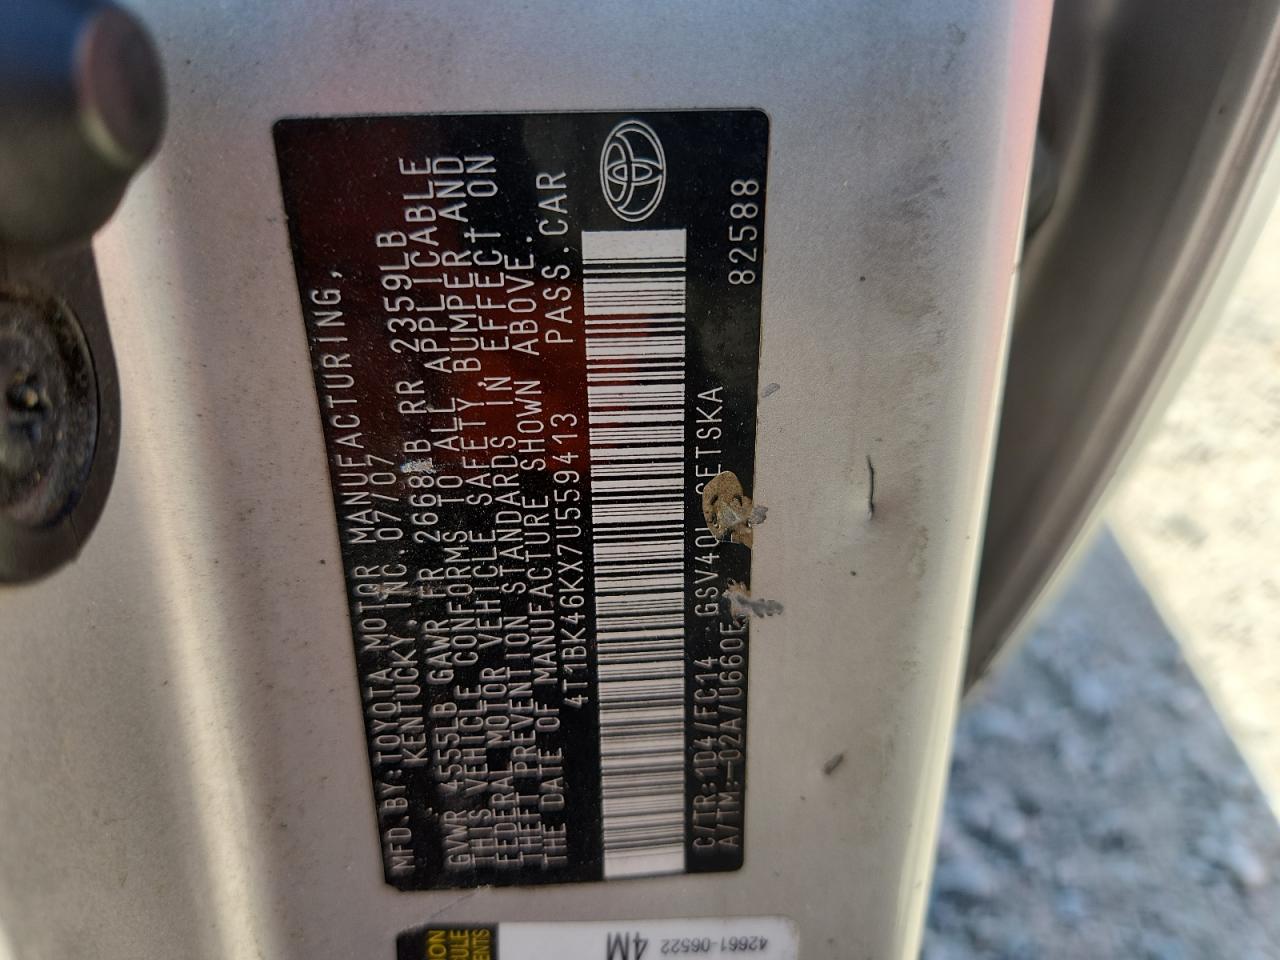 MFD.BY:TOYOTA MOTOR MANUFACTURING,
KENTUCKY, INC.07/07
GVWR 4555LB GAWR FR 2668LB RR 2359LB
THIS VEHICLE CONFORMS TO ALL APPLICABLE
FEDERAL MOTOR VEHICLE SAFETY, BUMPER AND
THEFT PREVENTION STANDARDS IN EFFECT ON
THE DATE OF MANUFACTURE SHOWN ABOVE.
4T1BK46KX7U559413 PASS.CAR
C/TR:1D4/FC14 GSV40L
A/TM:-02A/U660E
82588
4M
42661-06522